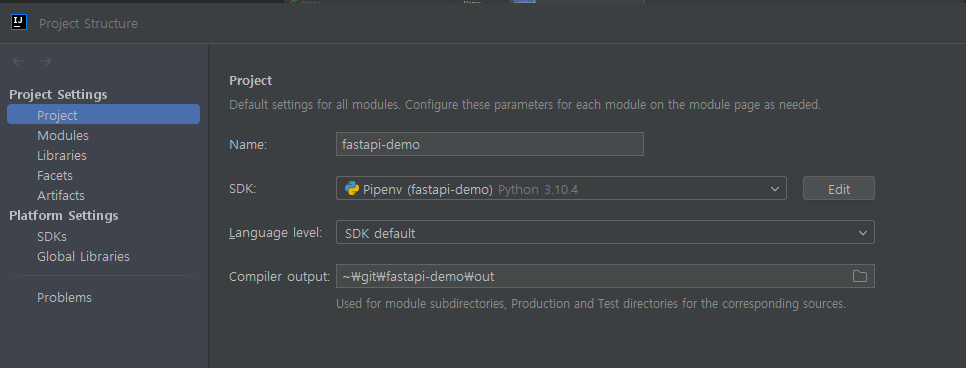 IJ
Project Structure
Project Settings
Project
Modules
Libraries
Facets
Artifacts
Platform Settings
SDKs
Global Libraries
Problems
Project
Default settings for all modules. Configure these parameters for each module on the module page as needed.
Name: fastapi-demo
SDK: Pipenv (fastapi-demo) Python 3.10.4 Edit
Language level: SDK default
Compiler output: ~₩git₩fastapi-demo₩out
Used for module subdirectories, Production and Test directories for the corresponding sources.